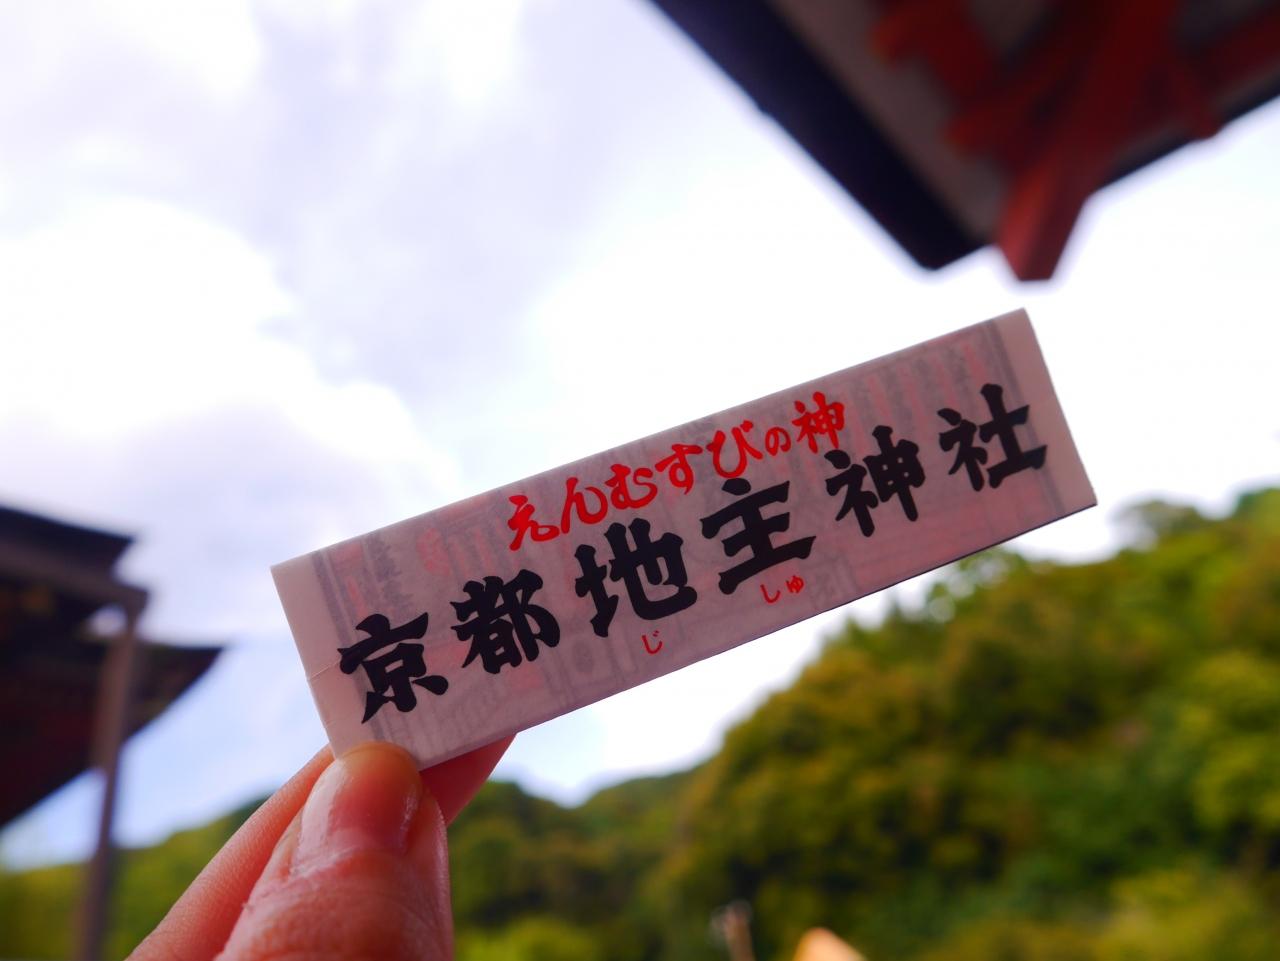 えんむすびの神
京都地主神社
じしゅ